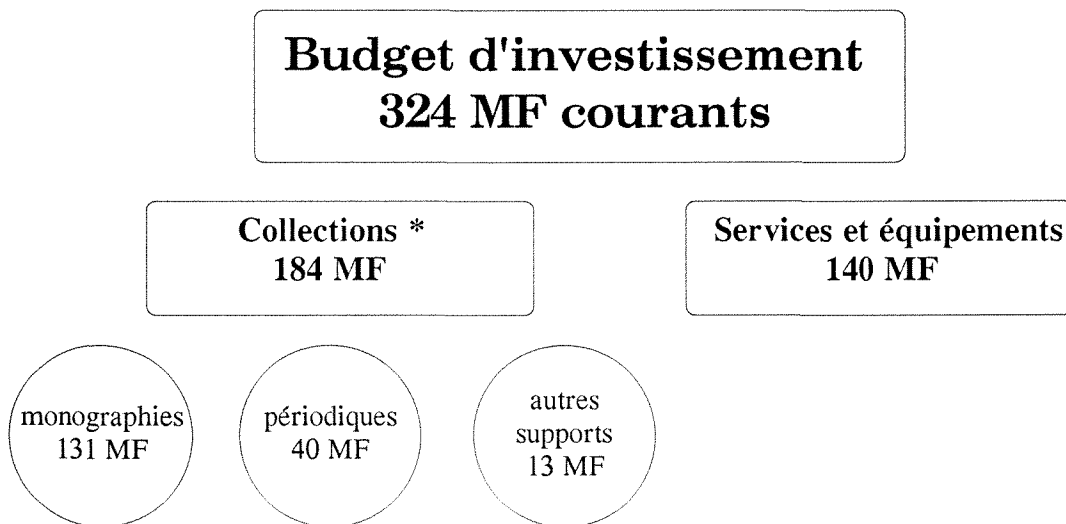 Budget d'investissement
324 MF courants
Collections *
184 MF
Services et équipements
140 MF
monographies
131 MF
périodiques
40 MF
autres
supports
13 MF